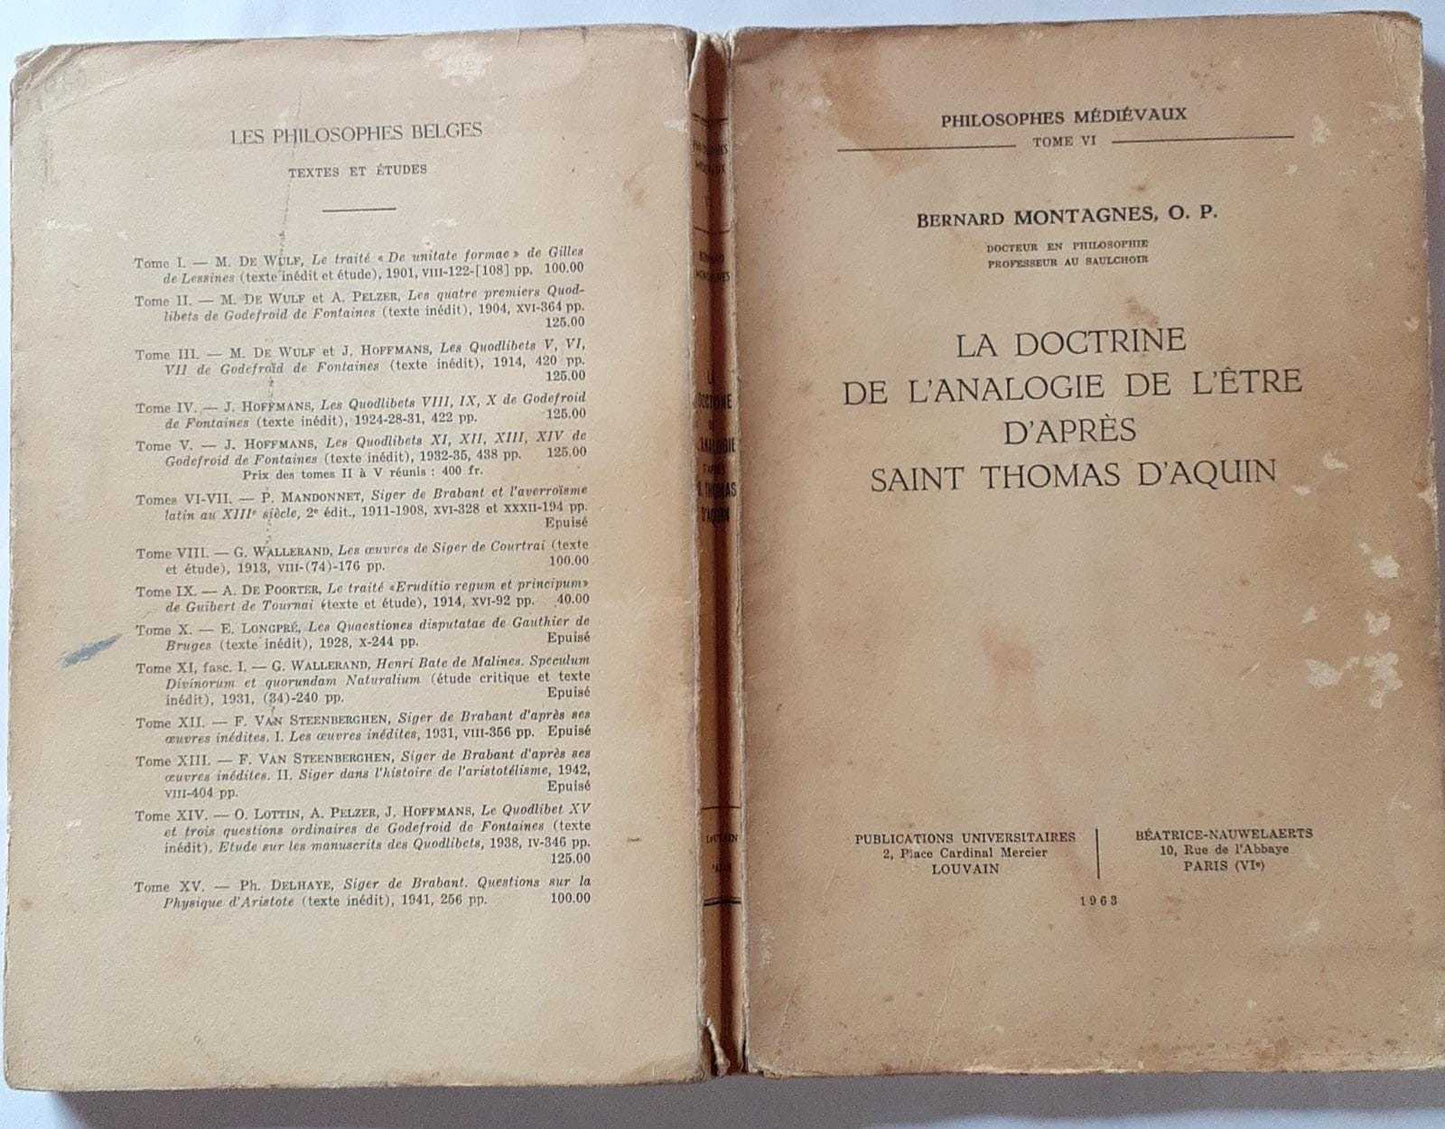 LES PHILOSOPHES BELGES
TEXTES ET ÉTUDES
Tome I. — M. DE WULF, Le traité « De unitate formae » de Gilles
de Lessines (texte inédit et étude), 1901, VIII-122-[108] pp. 100.00
Tome II. — M. DE WULF et A. PELZER, Les quatre premiers Quod-
libets de Godefroid de Fontaines (texte inédit), 1904, XVI-364 pp.
125.00
Tome III. — M. DE WULF et J. HOFFMANS, Les Quodlibets V, VI,
VII de Godefroid de Fontaines (texte inédit), 1914, 420 pp.
125.00
Tome IV. — J. HOFFMANS, Les Quodlibets VIII, IX, X de Godefroid
de Fontaines (texte inédit), 1924-28-31, 422 pp. 125.00
Tome V. — J. HOFFMANS, Les Quodlibets XI, XII, XIII, XIV de
Godefroid de Fontaines (texte inédit), 1932-35, 438 pp. 125.00
Prix des tomes II à V réunis : 400 fr.
Tomes VI-VII. — P. MANDONNET, Siger de Brabant et l'averroïsme
latin au XIIIe siècle, 2e édit., 1911-1908, XVI-328 et XXXII-194 pp.
Epuisé
Tome VIII. — G. WALLERAND, Les œuvres de Siger de Courtrai (texte
et étude), 1913, VIII-(74)-176 pp. 100.00
Tome IX. — A. DE POORTER, Le traité «Eruditio regum et principum»
de Guibert de Tournai (texte et étude), 1914, XVI-92 pp. 40.00
Tome X. — E. LONGPRÉ, Les Quaestiones disputatae de Gauthier de
Bruges (texte inédit), 1928, X-244 pp. Epuisé
Tome XI, fasc. I. — G. WALLERAND, Henri Bate de Malines. Speculum
Divinorum et quorundam Naturalium (étude critique et texte
inédit), 1931, (34)-240 pp. Epuisé
Tome XII. — F. VAN STEENBERGHEN, Siger de Brabant d'après ses
œuvres inédites. I. Les œuvres inédites, 1931, VIII-356 pp. Epuisé
Tome XIII. — F. VAN STEENBERGHEN, Siger de Brabant d'après ses
œuvres inédites. II. Siger dans l'histoire de l'aristotélisme, 1942,
VIII-404 pp. Epuisé
Tome XIV. — O. LOTTIN, A. PELZER, J. HOFFMANS, Le Quodlibet XV
et trois questions ordinaires de Godefroid de Fontaines (texte
inédit). Etude sur les manuscrits des Quodlibets, 1938, IV-346 pp.
125.00
Tome XV. — Ph. DELHAYE, Siger de Brabant. Questions sur la
Physique d'Aristote (texte inédit), 1941, 256 pp. 100.00
PHILOSOPHES MÉDIÉVAUX
TOME VI
BERNARD MONTAGNES, O. P.
DOCTEUR EN PHILOSOPHIE
PROFESSEUR AU SAULCHOIR
LA DOCTRINE
DE L'ANALOGIE DE L'ÊTRE
D'APRÈS
SAINT THOMAS D'AQUIN
PUBLICATIONS UNIVERSITAIRES
2, Place Cardinal Mercier
LOUVAIN
BÉATRICE-NAUWELAERTS
10, Rue de l'Abbaye
PARIS (VIe)
1963